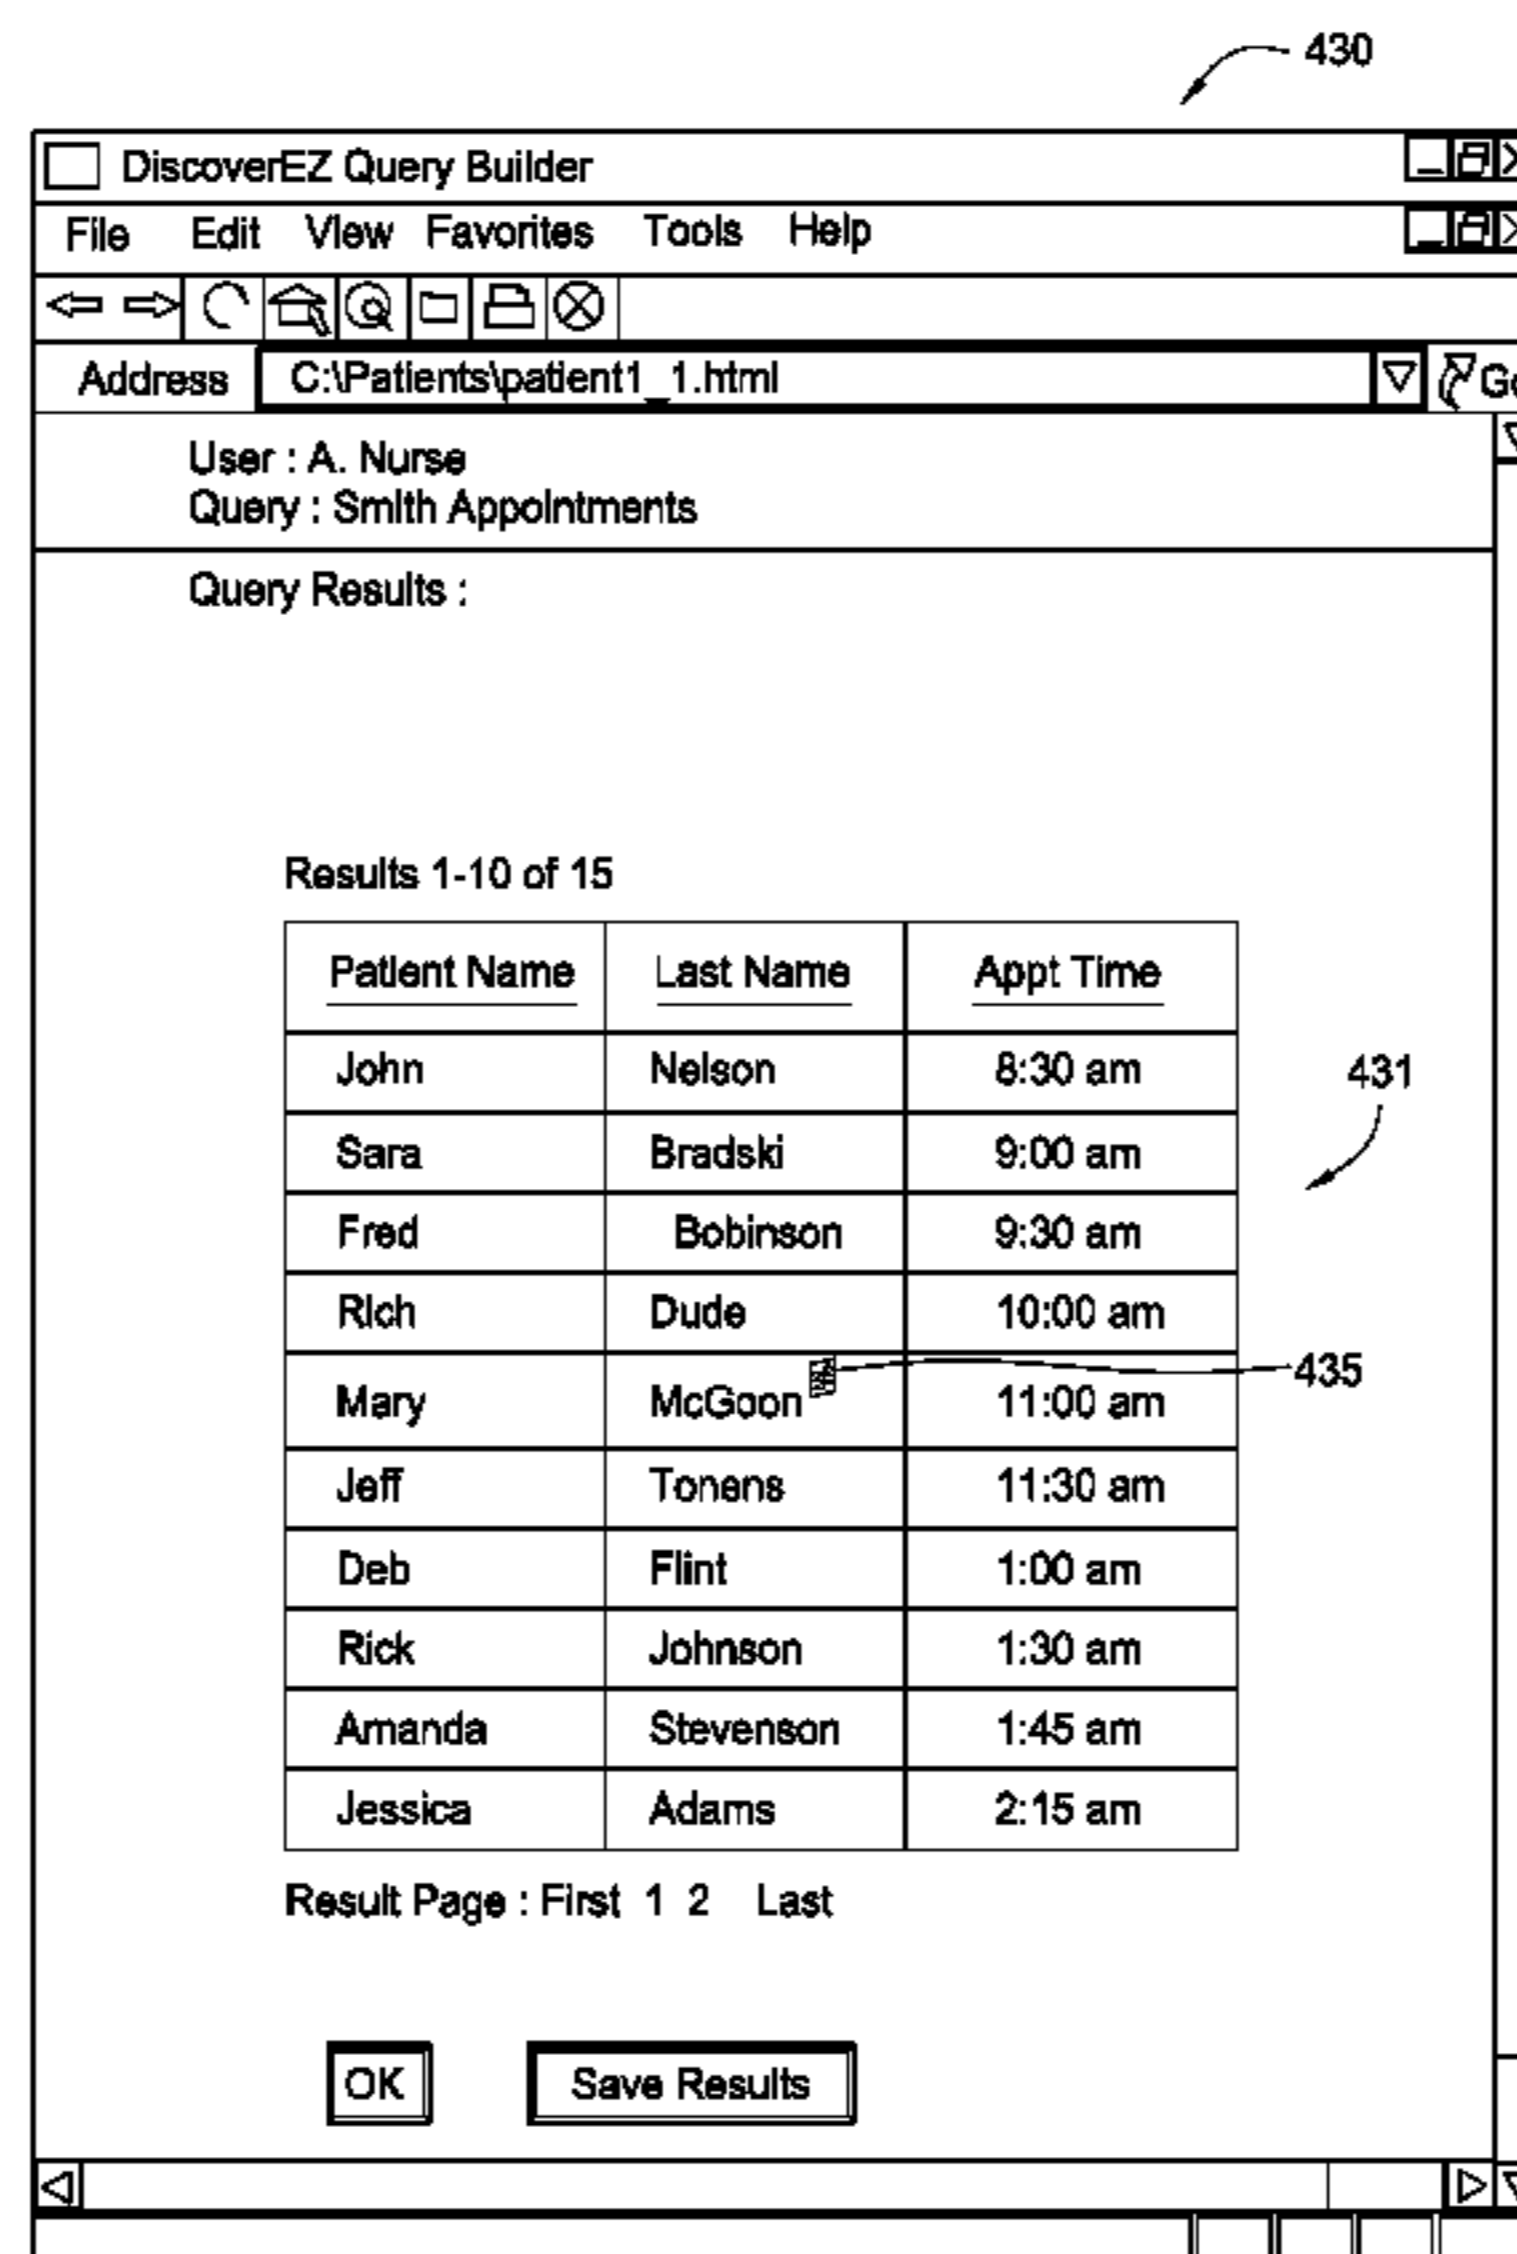 430
DiscoverEZ Query Builder
File Edit View Favorites Tools Help
Address C:\Patients\patient1_1.html
User : A. Nurse
Query : Smith Appointments
Query Results :
Results 1-10 of 15
Patient Name Last Name Appt Time
John Nelson 8:30 am
431
Sara Bradski 9:00 am
Fred Bobinson 9:30 am
Rich Dude 10:00 am
435
Mary McGoon 11:00 am
Jeff Tonens 11:30 am
Deb Flint 1:00 am
Rick Johnson 1:30 am
Amanda Stevenson 1:45 am
Jessica Adams 2:15 am
Result Page : First 1 2 Last
OK Save Results